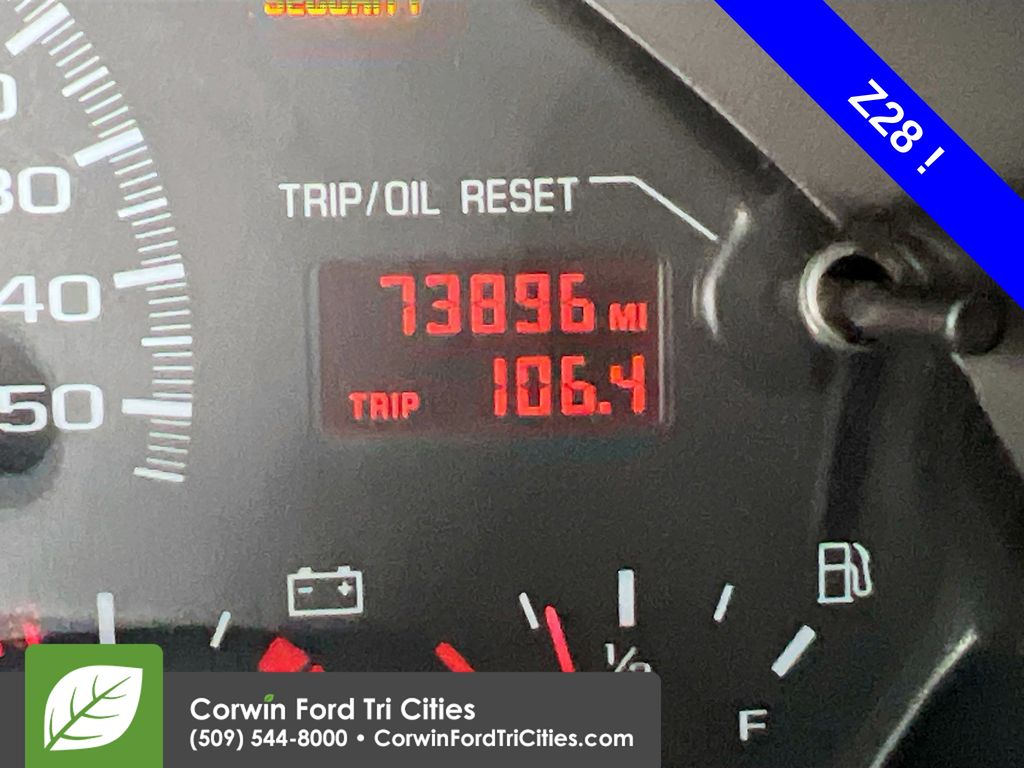 SECURITY
Z28 !
30
TRIP/OIL RESET
40
73896 MI
TRIP 106.4
50
- +
1/2
F
Corwin Ford Tri Cities
(509) 544-8000 • CorwinFordTriCities.com